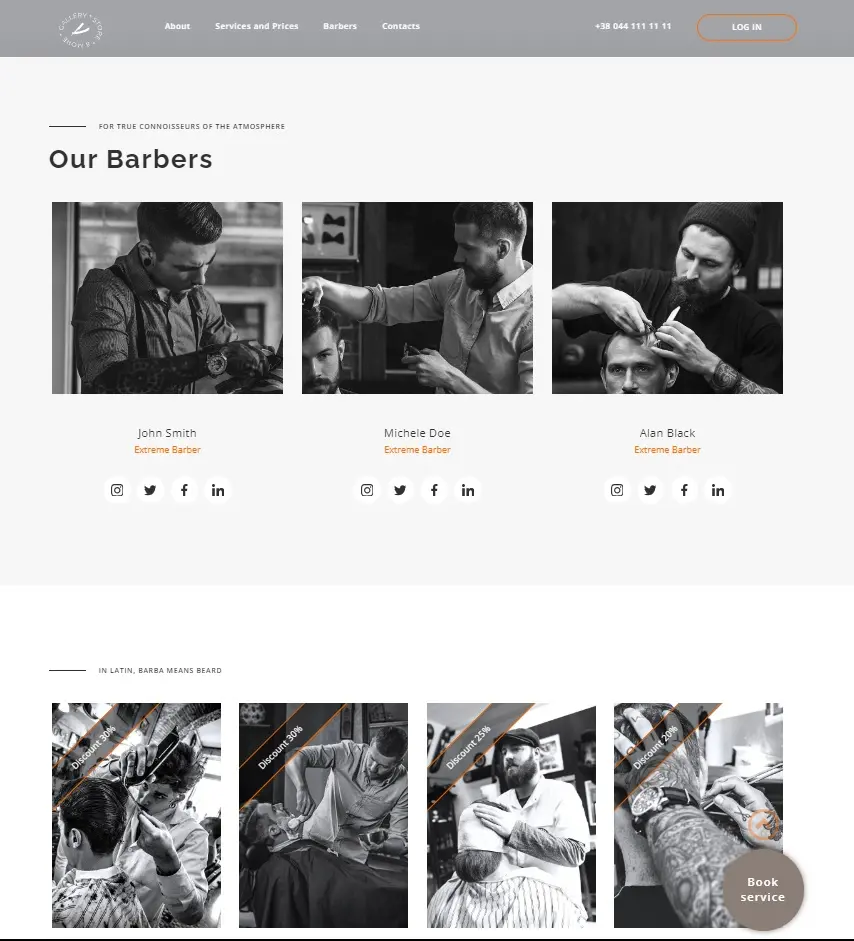 GALLERY * STORE & MOVE *
About
Services and Prices
Barbers
Contacts
+38 044 111 11 11
LOG IN
FOR TRUE CONNOISSEURS OF THE ATMOSPHERE
Our Barbers
John Smith
Extreme Barber
Michele Doe
Extreme Barber
Alan Black
Extreme Barber
IN LATIN, BARBA MEANS BEARD
Discount 30%
Discount 30%
Discount 25%
Discount 20%
Book
service